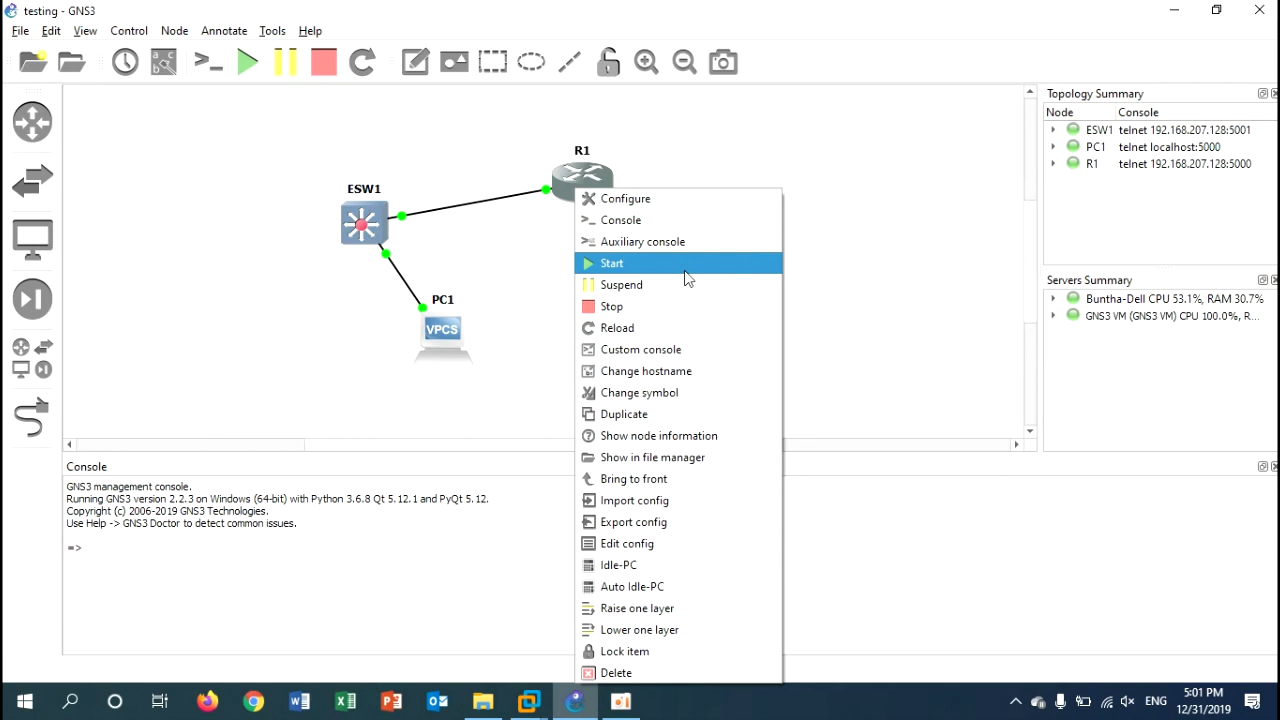 testing - GNS3
File Edit View Control Node Annotate Tools Help
Topology Summary
Node Console
ESW1 telnet 192.168.207.128:5001
PC1 telnet localhost:5000
R1 telnet 192.168.207.128:5000
Servers Summary
Buntha-Dell CPU 53.1%, RAM 30.7%
GNS3 VM (GNS3 VM) CPU 100.0%, R...
R1
ESW1
PC1
VPCS
Configure
Console
Auxiliary console
Start
Suspend
Stop
Reload
Custom console
Change hostname
Change symbol
Duplicate
Show node information
Show in file manager
Bring to front
Import config
Export config
Edit config
Idle-PC
Auto Idle-PC
Raise one layer
Lower one layer
Lock item
Delete
Console
GNS3 management console.
Running GNS3 version 2.2.3 on Windows (64-bit) with Python 3.6.8 Qt 5.12.1 and PyQt 5.12.
Copyright (c) 2006-2019 GNS3 Technologies.
Use Help -> GNS3 Doctor to detect common issues.
=>
ENG
5:01 PM
12/31/2019